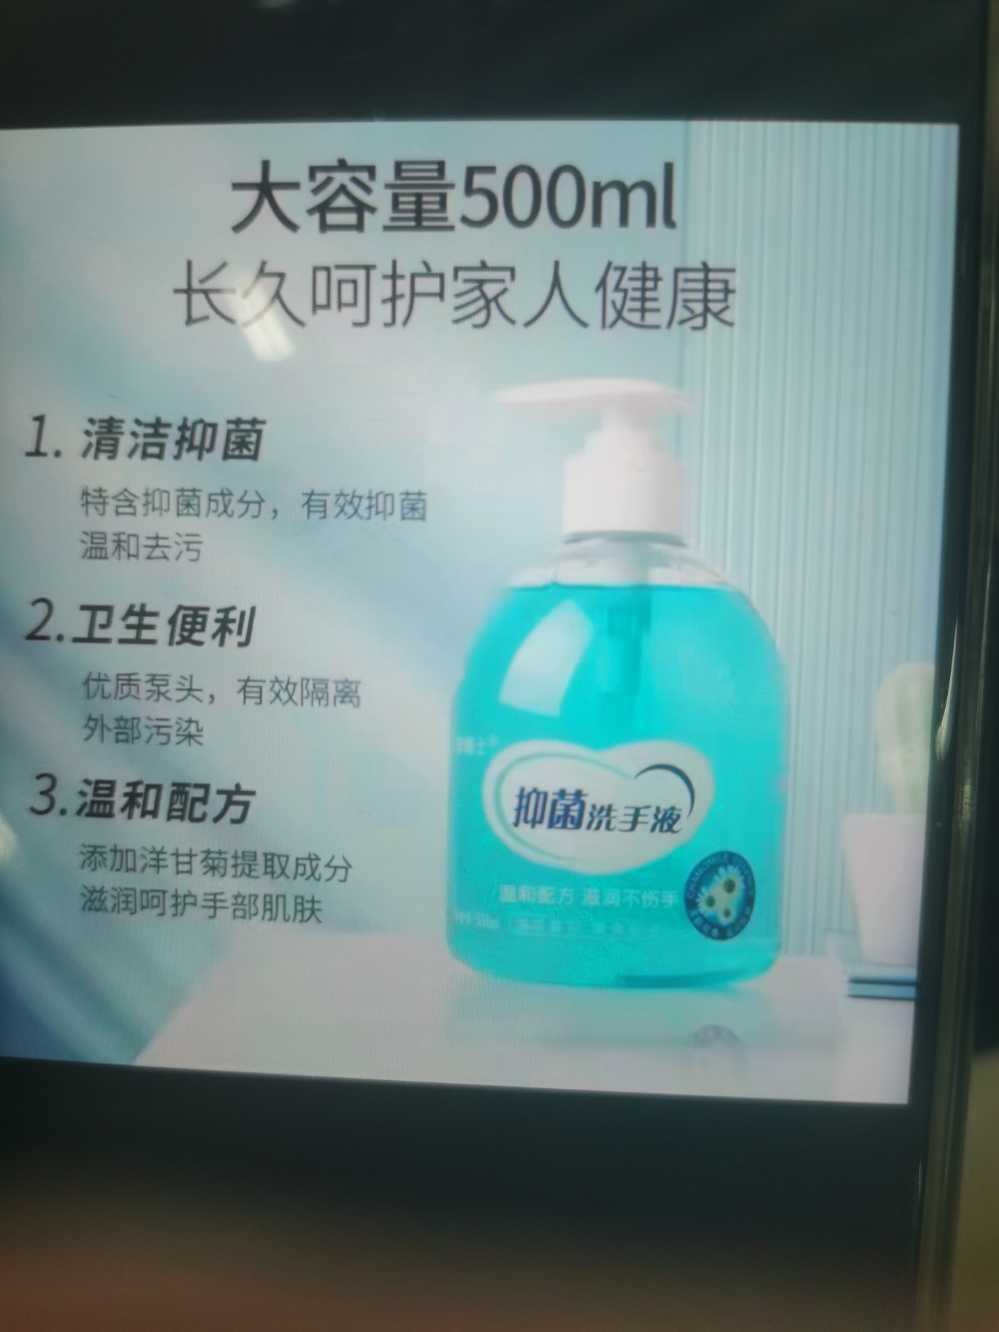 大容量500ml
长久呵护家人健康
1. 清洁抑菌
特含抑菌成分，有效抑菌
温和去污
2.卫生便利
优质泵头，有效隔离
外部污染
3.温和配方
添加洋甘菊提取成分
滋润呵护手部肌肤
抑菌洗手液
温和配方 滋润不伤手